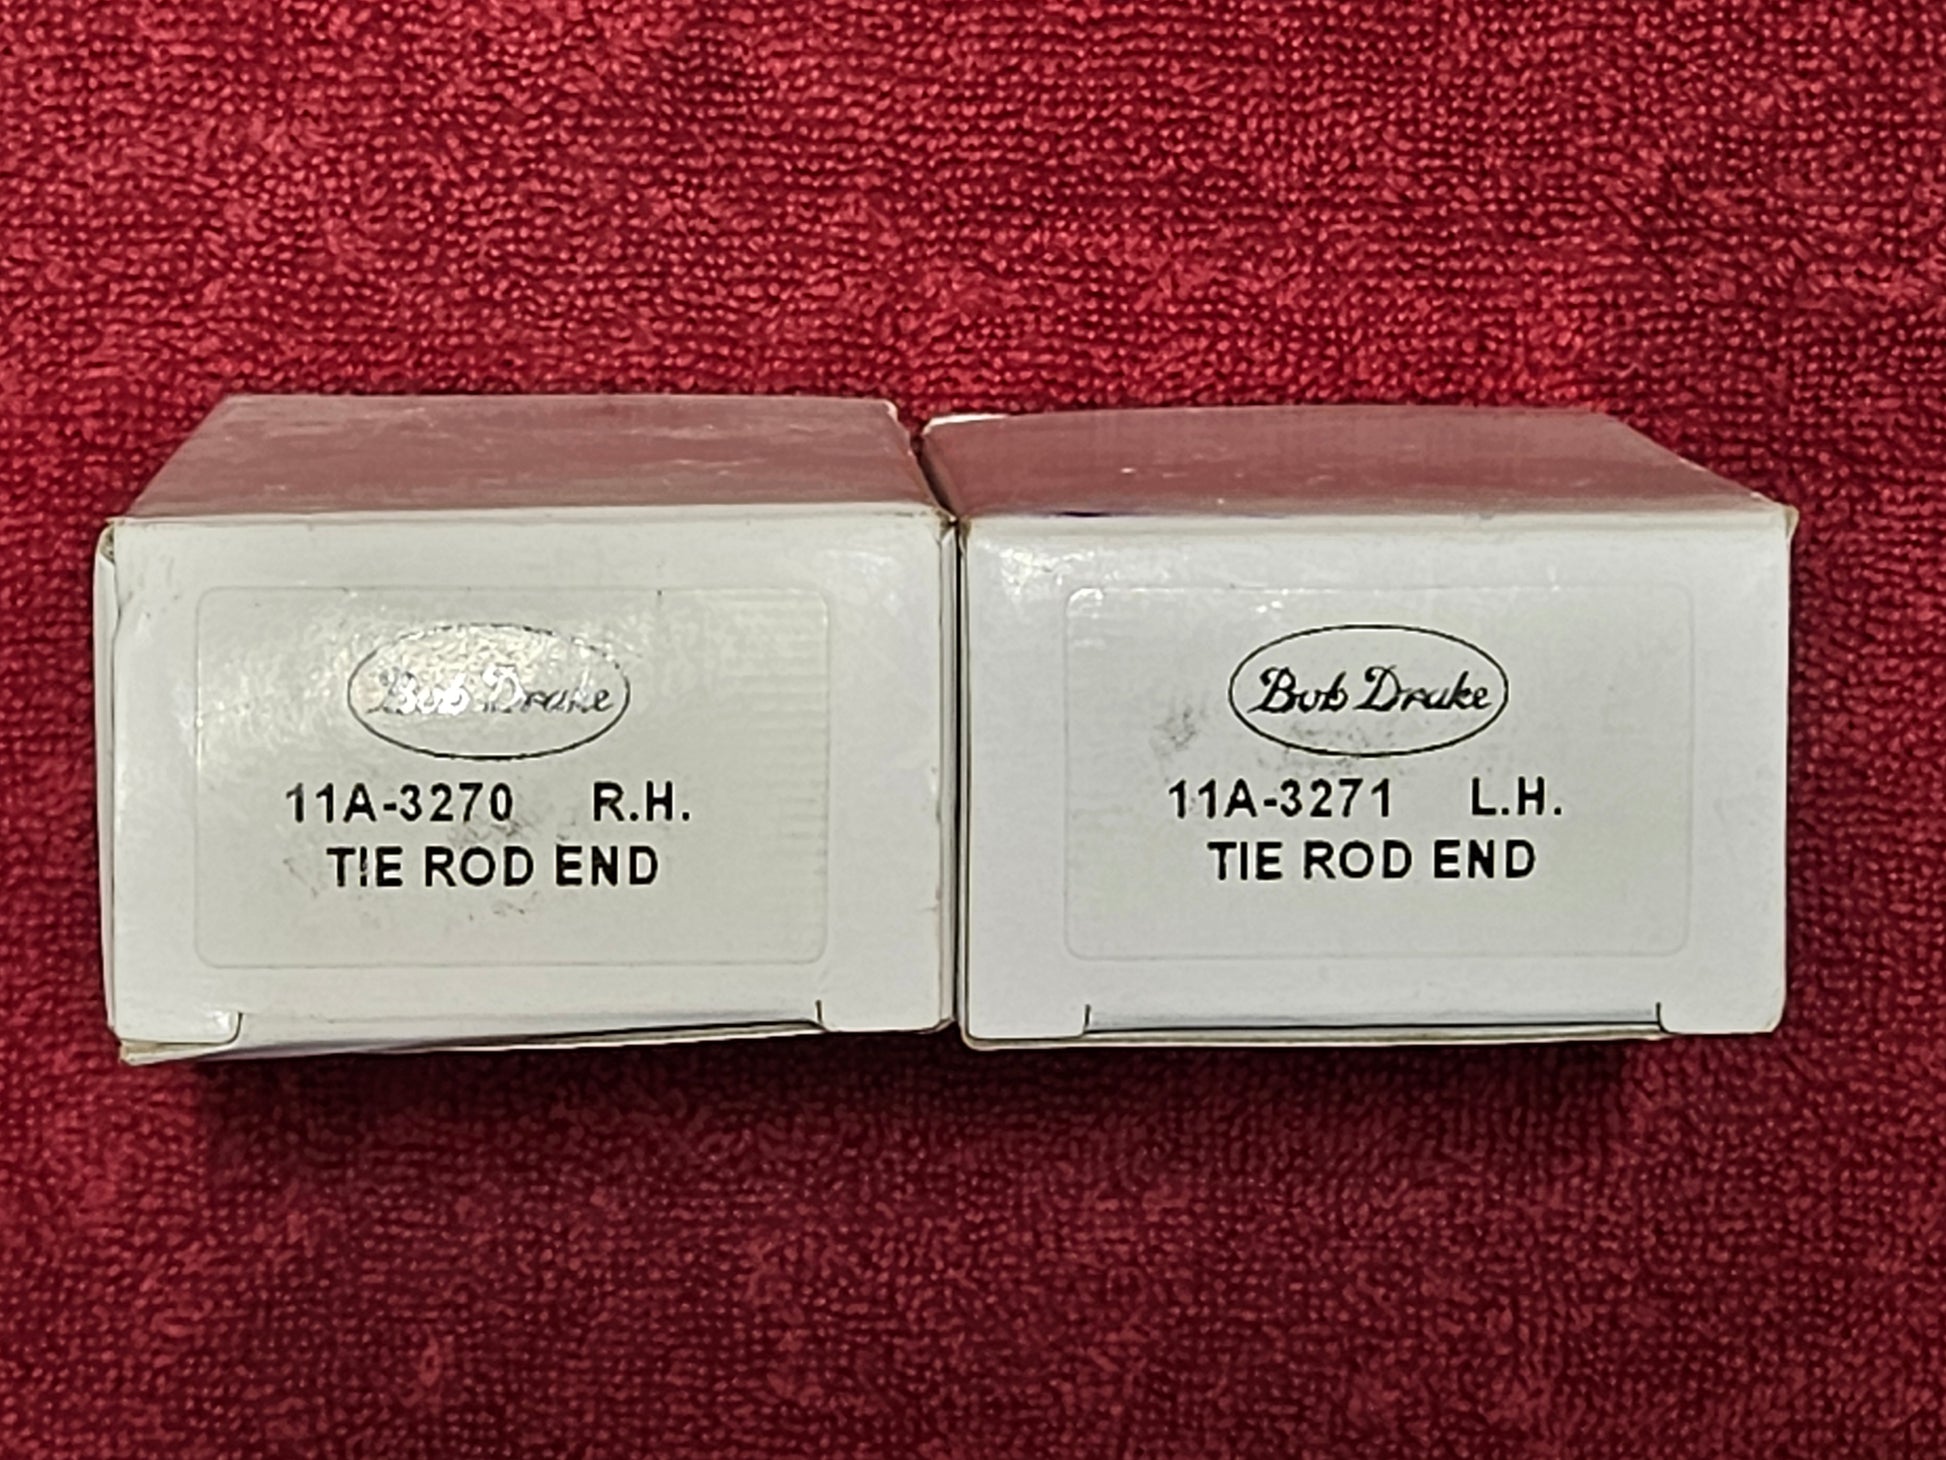 Bob Drake
11A-3270 R.H.
TIE ROD END
Bob Drake
11A-3271 L.H.
TIE ROD END